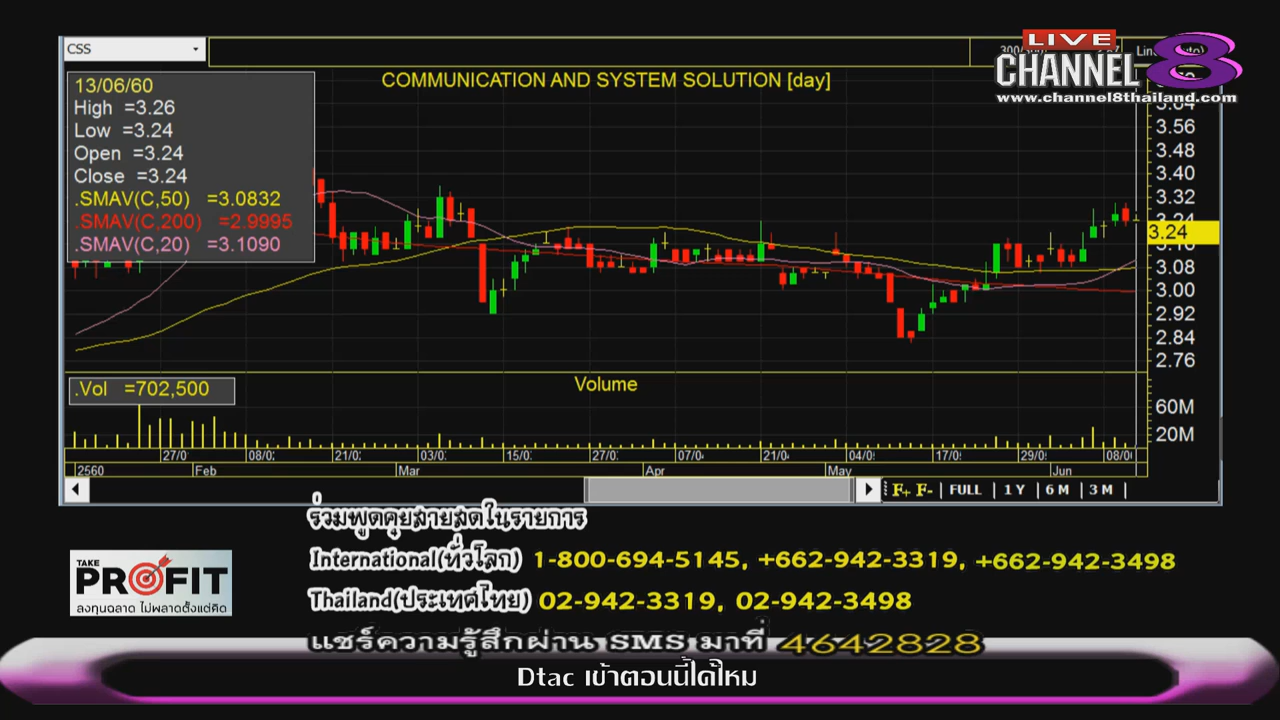 CSS
LIVE
CHANNEL 8
www.channel8thailand.com
COMMUNICATION AND SYSTEM SOLUTION [day]
13/06/60
High =3.26
Low =3.24
Open =3.24
Close =3.24
.SMAV(C,50) =3.0832
.SMAV(C,200) =2.9995
.SMAV(C,20) =3.1090
3.64
3.56
3.48
3.40
3.32
3.24
3.24
3.16
3.08
3.00
2.92
2.84
2.76
.Vol =702,500
Volume
60M
20M
27/0 08/0 21/0 03/0 15/0 27/0 07/0 21/0 04/0 17/0 29/0 08/0
2560 Feb Mar Apr May Jun
F+ F- FULL 1 Y 6 M 3 M
ร่วมพูดคุยสายสดในรายการ
International(ทั่วโลก) 1-800-694-5145, +662-942-3319, +662-942-3498
TAKE
PROFIT
ลงทุนฉลาด ไม่พลาดตั้งแต่คิด
Thailand(ประเทศไทย) 02-942-3319, 02-942-3498
แชร์ความรู้สึกผ่าน SMS มาที่ 4642828
Dtac เข้าตอนนี้ได้ไหม